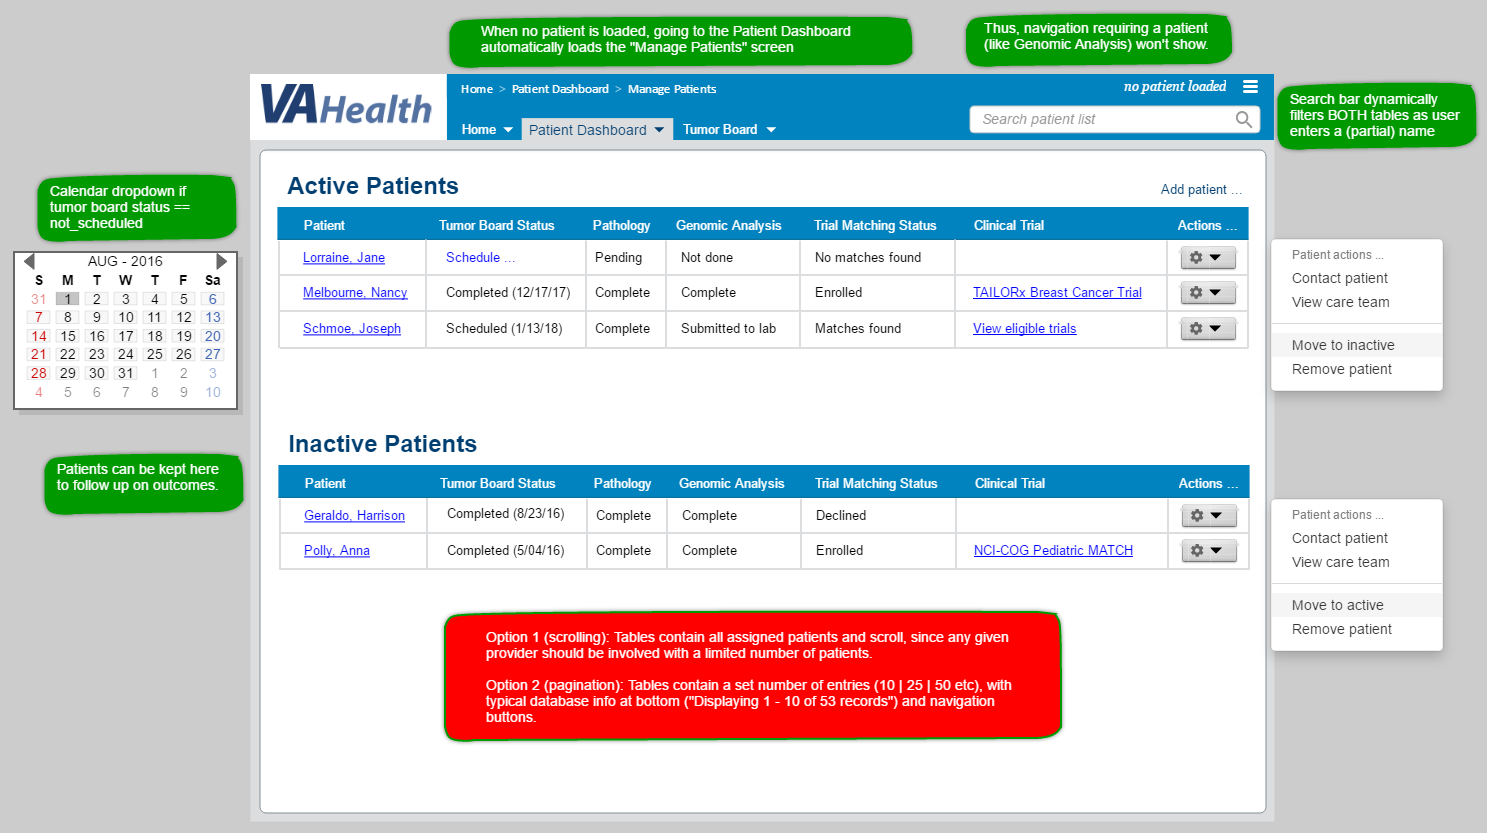 When no patient is loaded, going to the Patient Dashboard
automatically loads the "Manage Patients" screen
Thus, navigation requiring a patient
(like Genomic Analysis) won't show.
VAHealth
Home > Patient Dashboard > Manage Patients
no patient loaded
Home Patient Dashboard Tumor Board
Search patient list
Search bar dynamically
filters BOTH tables as user
enters a (partial) name
Calendar dropdown if
tumor board status ==
not_scheduled
AUG - 2016
S M T W T F Sa
31 1 2 3 4 5 6
7 8 9 10 11 12 13
14 15 16 17 18 19 20
21 22 23 24 25 26 27
28 29 30 31 1 2 3
4 5 6 7 8 9 10
Active Patients
Add patient ...
Patient Tumor Board Status Pathology Genomic Analysis Trial Matching Status Clinical Trial Actions ...
Lorraine, Jane Schedule ... Pending Not done No matches found
Melbourne, Nancy Completed (12/17/17) Complete Complete Enrolled TAILORx Breast Cancer Trial
Schmoe, Joseph Scheduled (1/13/18) Complete Submitted to lab Matches found View eligible trials
Patient actions ...
Contact patient
View care team
Move to inactive
Remove patient
Patients can be kept here
to follow up on outcomes.
Inactive Patients
Patient Tumor Board Status Pathology Genomic Analysis Trial Matching Status Clinical Trial Actions ...
Geraldo, Harrison Completed (8/23/16) Complete Complete Declined
Polly, Anna Completed (5/04/16) Complete Complete Enrolled NCI-COG Pediatric MATCH
Patient actions ...
Contact patient
View care team
Move to active
Remove patient
Option 1 (scrolling): Tables contain all assigned patients and scroll, since any given
provider should be involved with a limited number of patients.
Option 2 (pagination): Tables contain a set number of entries (10 | 25 | 50 etc), with
typical database info at bottom ("Displaying 1 - 10 of 53 records") and navigation
buttons.